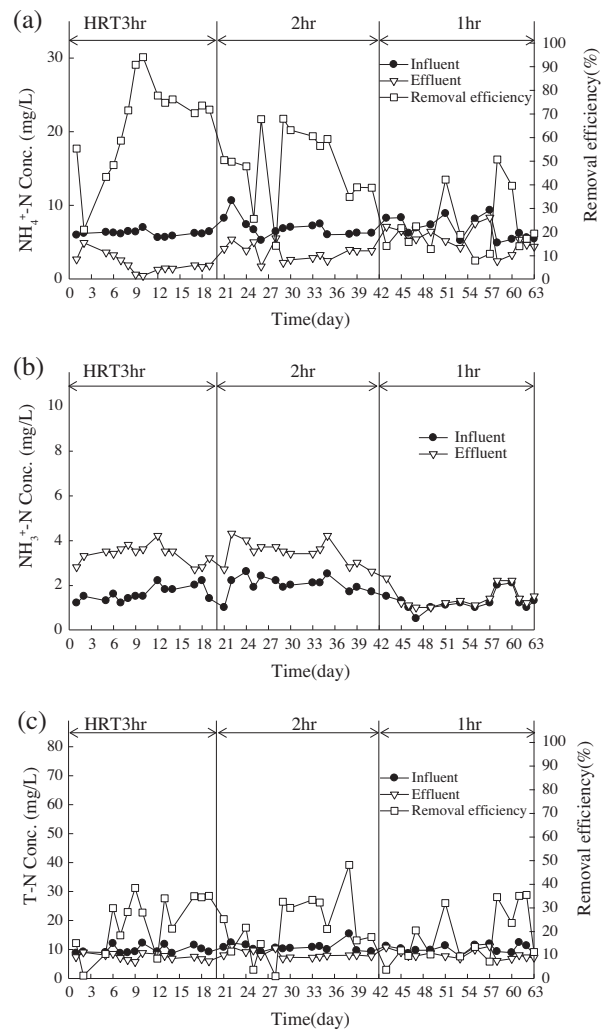 (a)
HRT3hr 2hr 1hr
NH₄⁺-N Conc. (mg/L)
30
20
10
0
Influent
Effluent
Removal efficiency
100
90
80
70
60
50
40
30
20
10
0
Removal efficiency(%)
0 3 6 9 12 15 18 21 24 27 30 33 36 39 42 45 48 51 54 57 60 63
Time(day)
(b)
HRT3hr 2hr 1hr
NH₃⁺-N Conc. (mg/L)
10
8
6
4
2
0
Influent
Effluent
0 3 6 9 12 15 18 21 24 27 30 33 36 39 42 45 48 51 54 57 60 63
Time(day)
(c)
HRT3hr 2hr 1hr
T-N Conc. (mg/L)
80
70
60
50
40
30
20
10
0
Influent
Effluent
Removal efficiency
100
90
80
70
60
50
40
30
20
10
0
Removal efficiency(%)
0 3 6 9 12 15 18 21 24 27 30 33 36 39 42 45 48 51 54 57 60 63
Time(day)